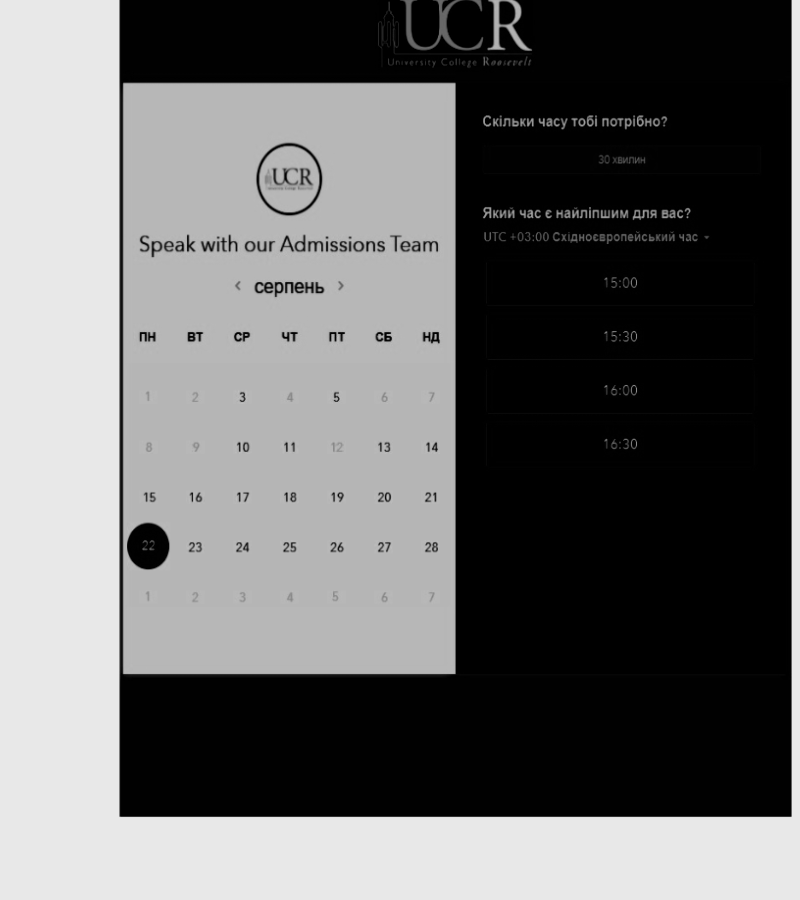 UCR
University College Roosevelt
UCR
Speak with our Admissions Team
< серпень >
ПН ВТ СР ЧТ ПТ СБ НД
1 2 3 4 5 6 7
8 9 10 11 12 13 14
15 16 17 18 19 20 21
22 23 24 25 26 27 28
1 2 3 4 5 6 7
Скільки часу тобі потрібно?
30 хвилин
Який час є найліпшим для вас?
UTC +03:00 Східноєвропейський час
15:00
15:30
16:00
16:30